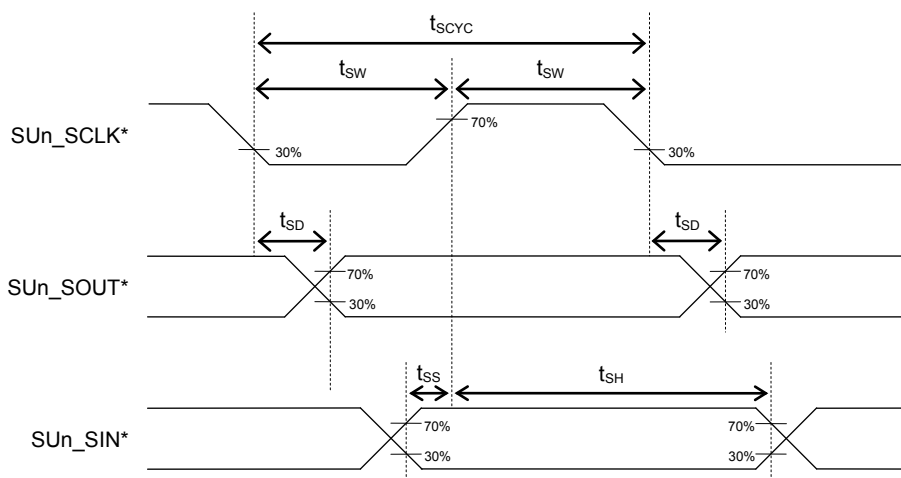 tSCYC
tSW tSW
SUn_SCLK*
30% 70% 30%
tSD tSD
SUn_SOUT*
70% 70%
30% 30%
tSS tSH
SUn_SIN*
70% 70%
30% 30%